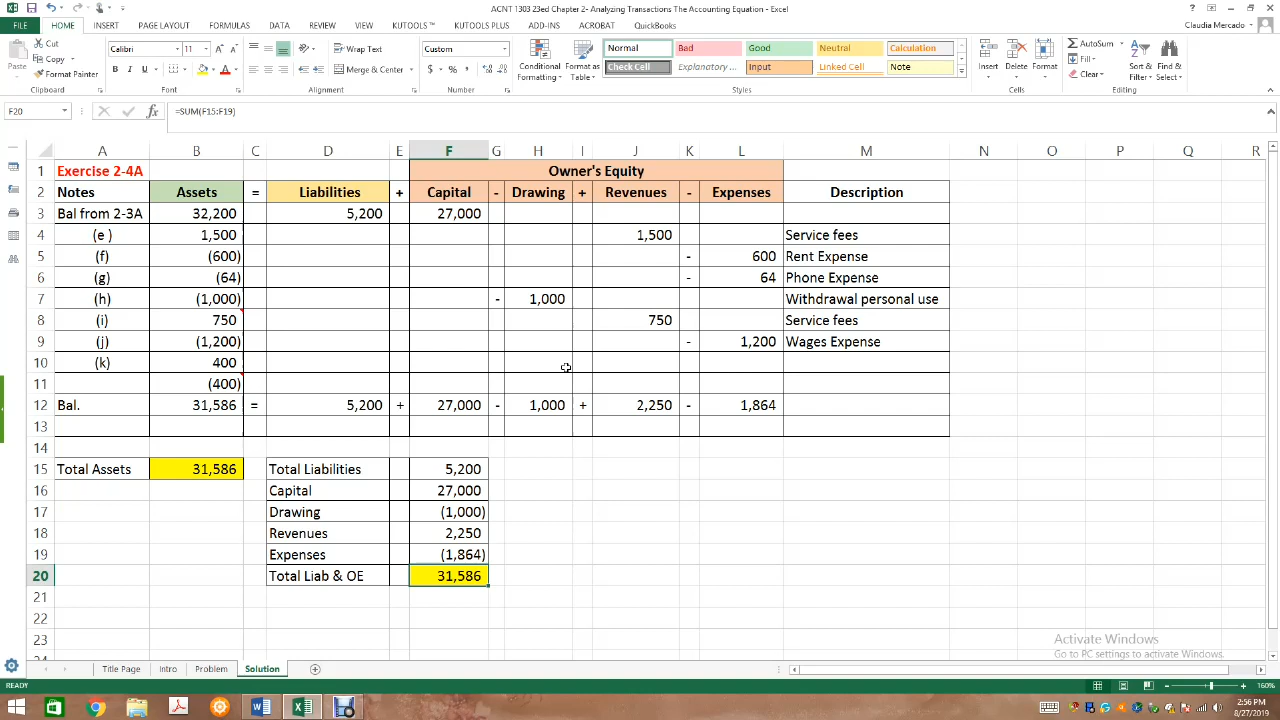 ACNT 1303 23ed Chapter 2- Analyzing Transactions The Accounting Equation - Excel
FILE HOME INSERT PAGE LAYOUT FORMULAS DATA REVIEW VIEW KUTOOLS ™ KUTOOLS PLUS ADD-INS ACROBAT QuickBooks Claudia Mercado
Paste Cut Copy Format Painter
Clipboard
Calibri 11
B I U
Font
Wrap Text
Merge & Center
Alignment
Custom
$ % ,
Number
Conditional Formatting Format as Table
Normal Bad Good Neutral Calculation
Check Cell Explanatory ... Input Linked Cell Note
Styles
Insert Delete Format
Cells
AutoSum Fill Clear
Sort & Filter Find & Select
Editing
F20 fx =SUM(F15:F19)
A B C D E F G H I J K L M N O P Q R
1 Exercise 2-4A Owner's Equity
2 Notes Assets = Liabilities + Capital - Drawing + Revenues - Expenses Description
3 Bal from 2-3A 32,200 5,200 27,000
4 (e ) 1,500 1,500 Service fees
5 (f) (600) - 600 Rent Expense
6 (g) (64) - 64 Phone Expense
7 (h) (1,000) - 1,000 Withdrawal personal use
8 (i) 750 750 Service fees
9 (j) (1,200) - 1,200 Wages Expense
10 (k) 400
11 (400)
12 Bal. 31,586 = 5,200 + 27,000 - 1,000 + 2,250 - 1,864
13
14
15 Total Assets 31,586 Total Liabilities 5,200
16 Capital 27,000
17 Drawing (1,000)
18 Revenues 2,250
19 Expenses (1,864)
20 Total Liab & OE 31,586
21
22
23
Activate Windows
Go to PC settings to activate Windows.
Title Page Intro Problem Solution
READY 160%
2:56 PM
8/27/2019